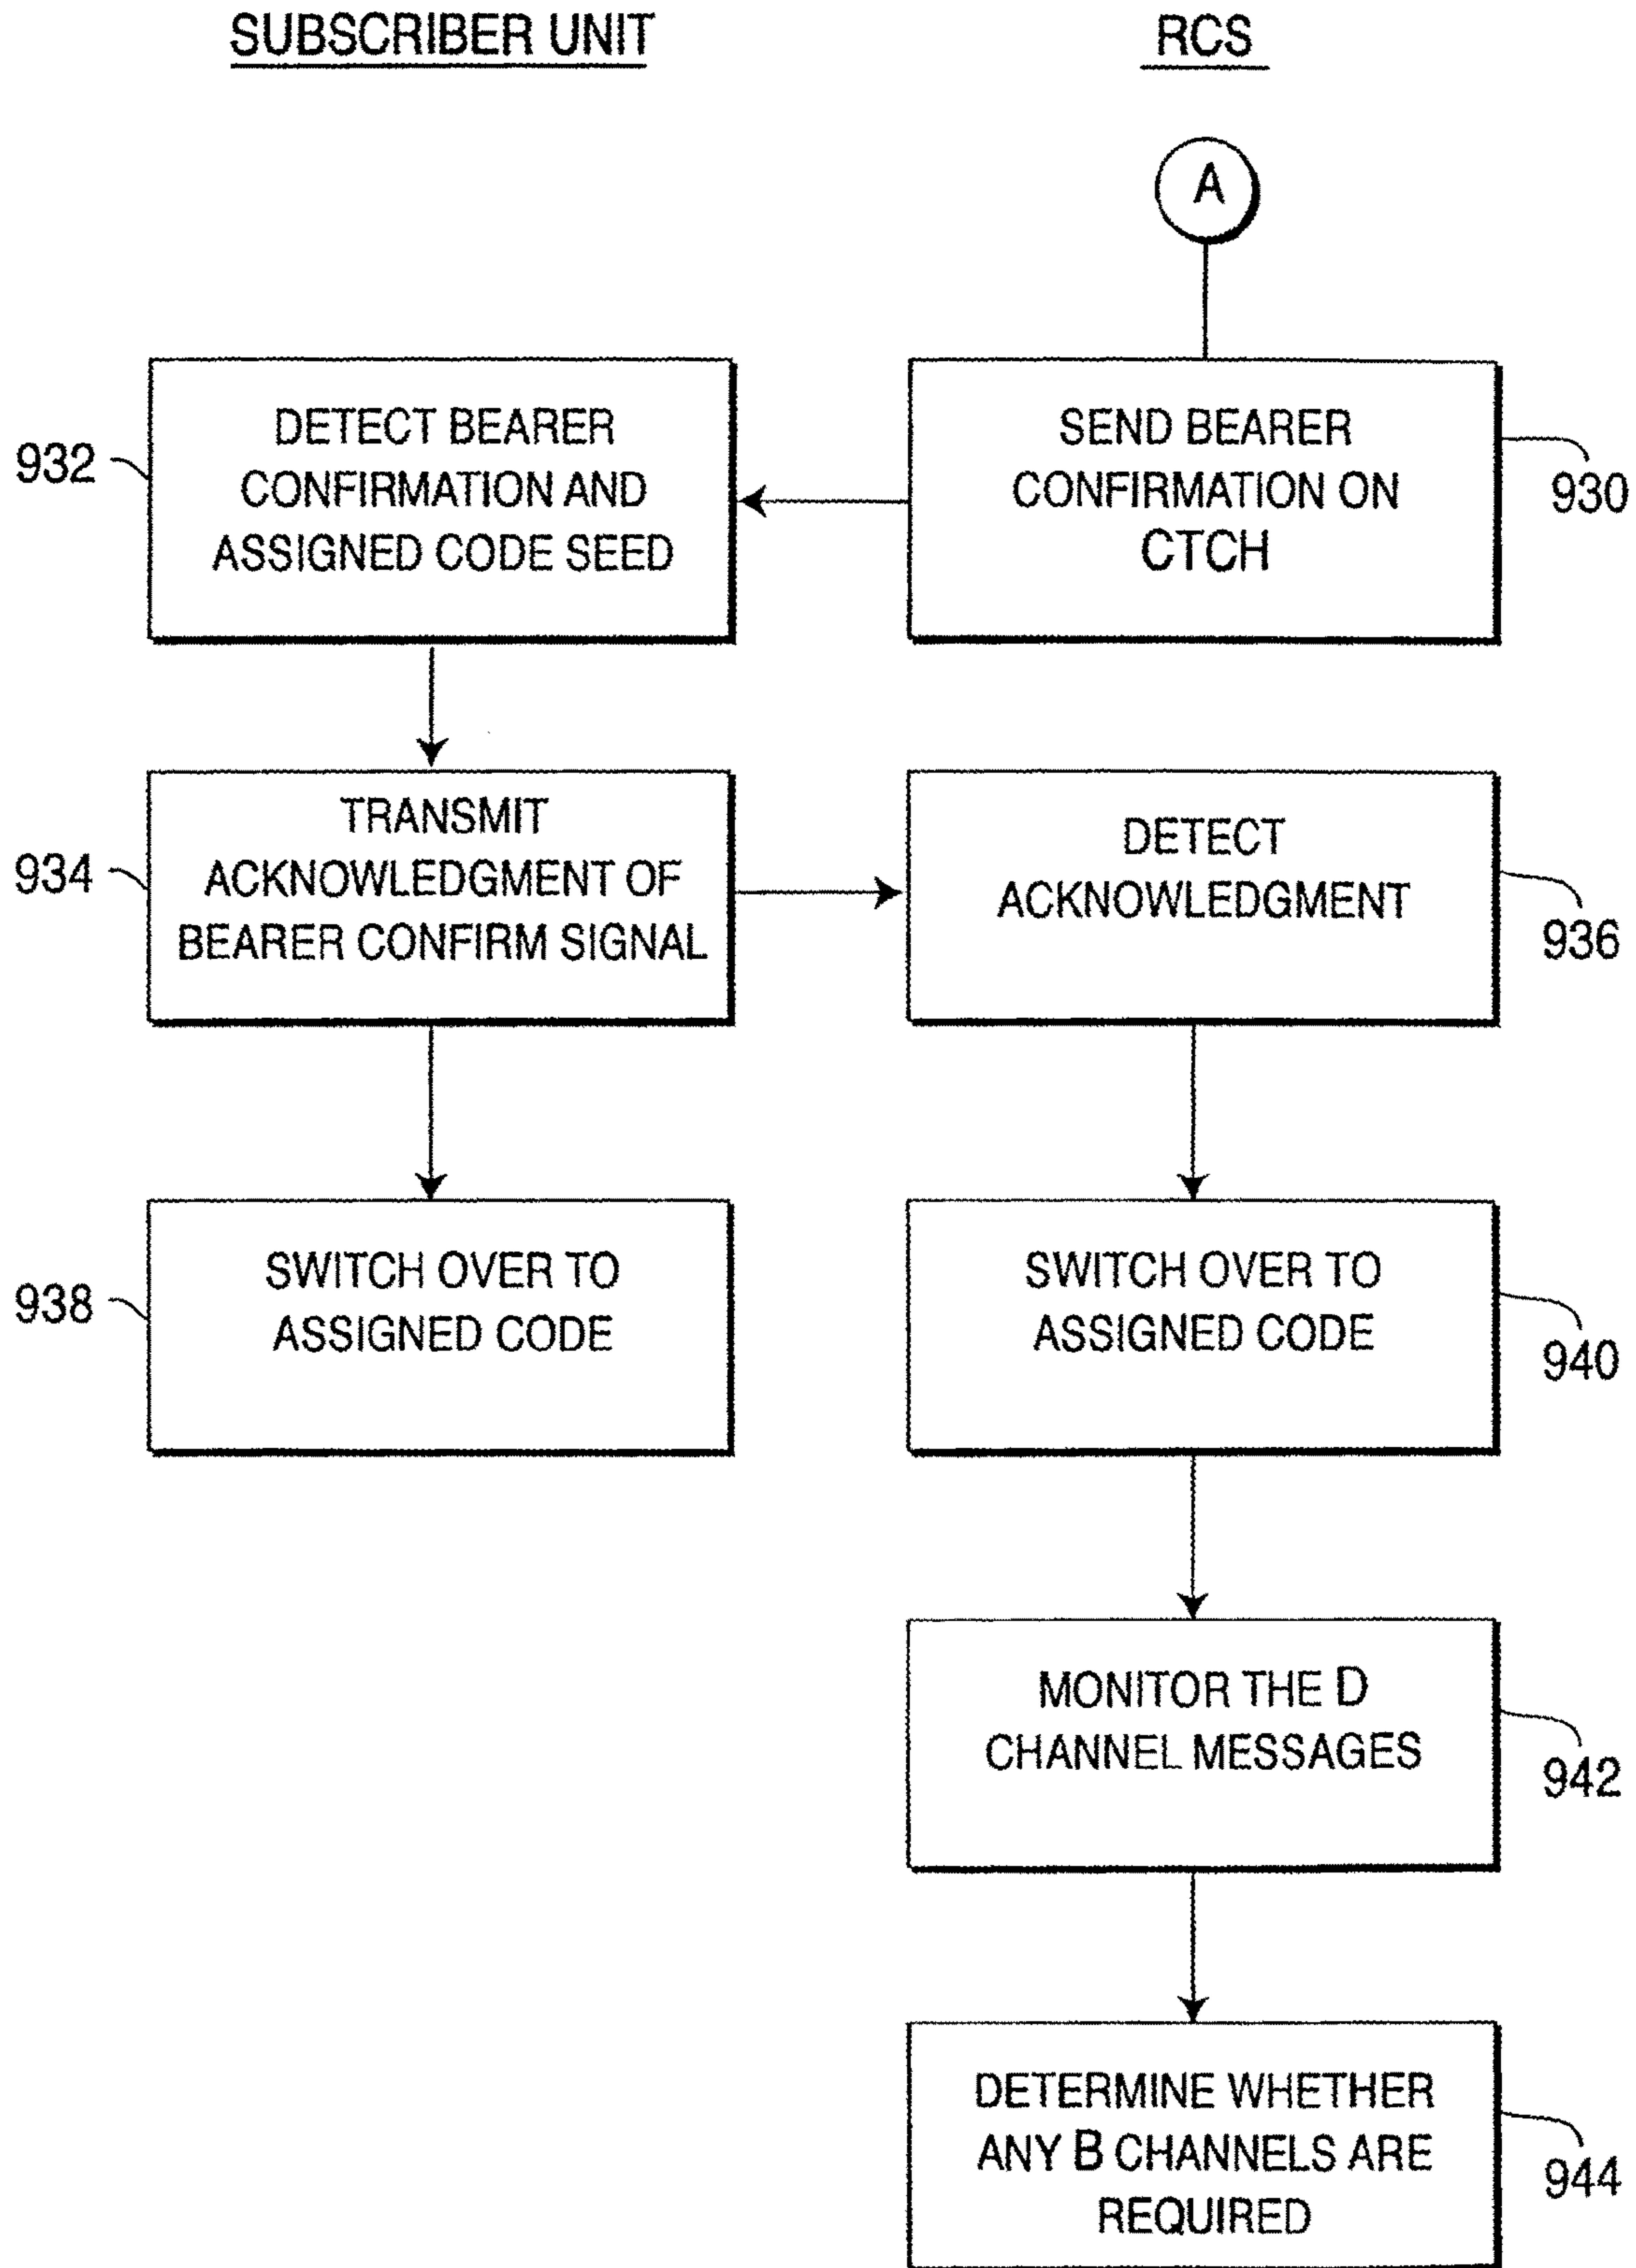 SUBSCRIBER UNIT
RCS
A
932
DETECT BEARER
CONFIRMATION AND
ASSIGNED CODE SEED
SEND BEARER
CONFIRMATION ON
CTCH
930
934
TRANSMIT
ACKNOWLEDGMENT OF
BEARER CONFIRM SIGNAL
DETECT
ACKNOWLEDGMENT
936
938
SWITCH OVER TO
ASSIGNED CODE
SWITCH OVER TO
ASSIGNED CODE
940
MONITOR THE D
CHANNEL MESSAGES
942
DETERMINE WHETHER
ANY B CHANNELS ARE
REQUIRED
944